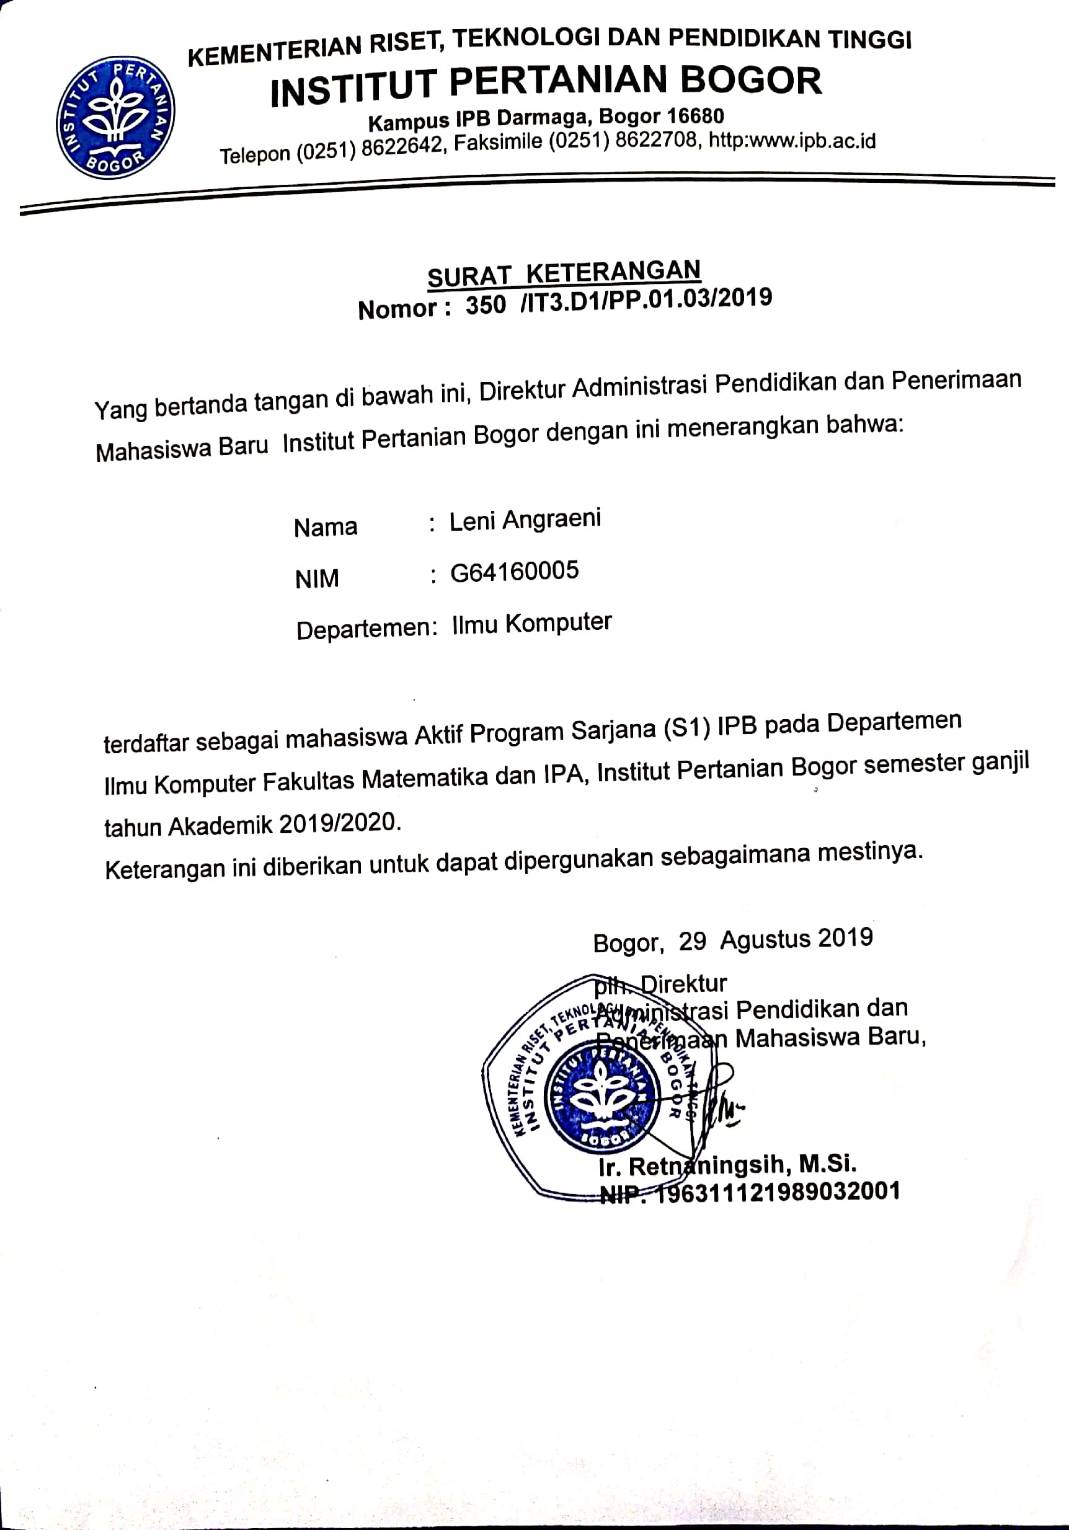 KEMENTERIAN RISET, TEKNOLOGI DAN PENDIDIKAN TINGGI
INSTITUT PERTANIAN BOGOR
Kampus IPB Darmaga, Bogor 16680
Telepon (0251) 8622642, Faksimile (0251) 8622708, http:www.ipb.ac.id
INSTITUT PERTANIAN
BOGOR
SURAT KETERANGAN
Nomor : 350 /IT3.D1/PP.01.03/2019
Yang bertanda tangan di bawah ini, Direktur Administrasi Pendidikan dan Penerimaan
Mahasiswa Baru Institut Pertanian Bogor dengan ini menerangkan bahwa:
Nama : Leni Angraeni
NIM : G64160005
Departemen: Ilmu Komputer
terdaftar sebagai mahasiswa Aktif Program Sarjana (S1) IPB pada Departemen
Ilmu Komputer Fakultas Matematika dan IPA, Institut Pertanian Bogor semester ganjil
tahun Akademik 2019/2020.
Keterangan ini diberikan untuk dapat dipergunakan sebagaimana mestinya.
Bogor, 29 Agustus 2019
plh. Direktur
Administrasi Pendidikan dan
Penerimaan Mahasiswa Baru,
KEMENTERIAN RISET, TEKNOLOGI DAN PENDIDIKAN TINGGI
INSTITUT PERTANIAN BOGOR
INSTITUT PERTANIAN
BOGOR
Ir. Retnaningsih, M.Si.
NIP. 196311121989032001